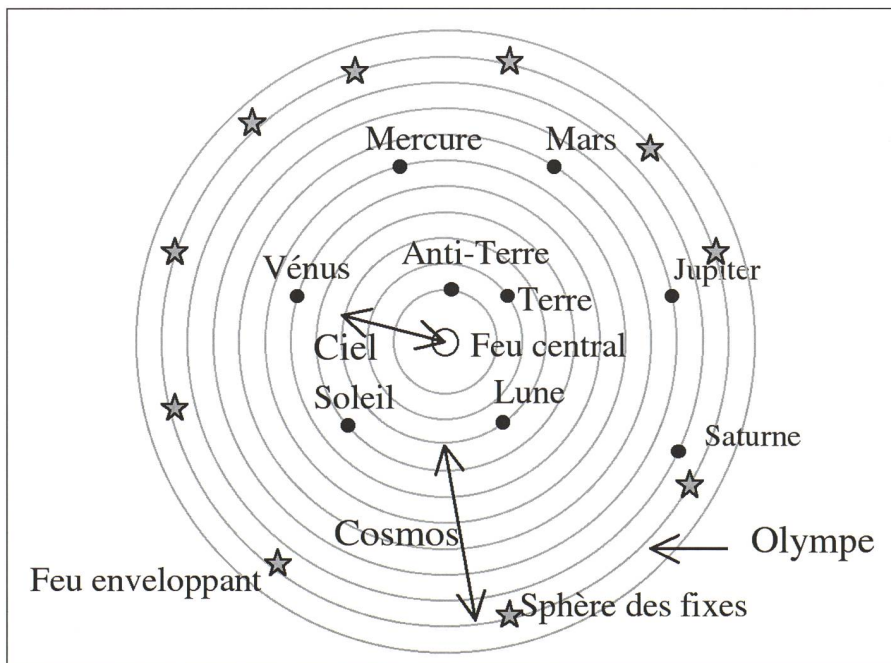 Mercure
Mars
Anti-Terre
Vénus
Jupiter
Terre
Ciel
Feu central
Soleil
Lune
Saturne
Cosmos
Olympe
Feu enveloppant
Sphère des fixes